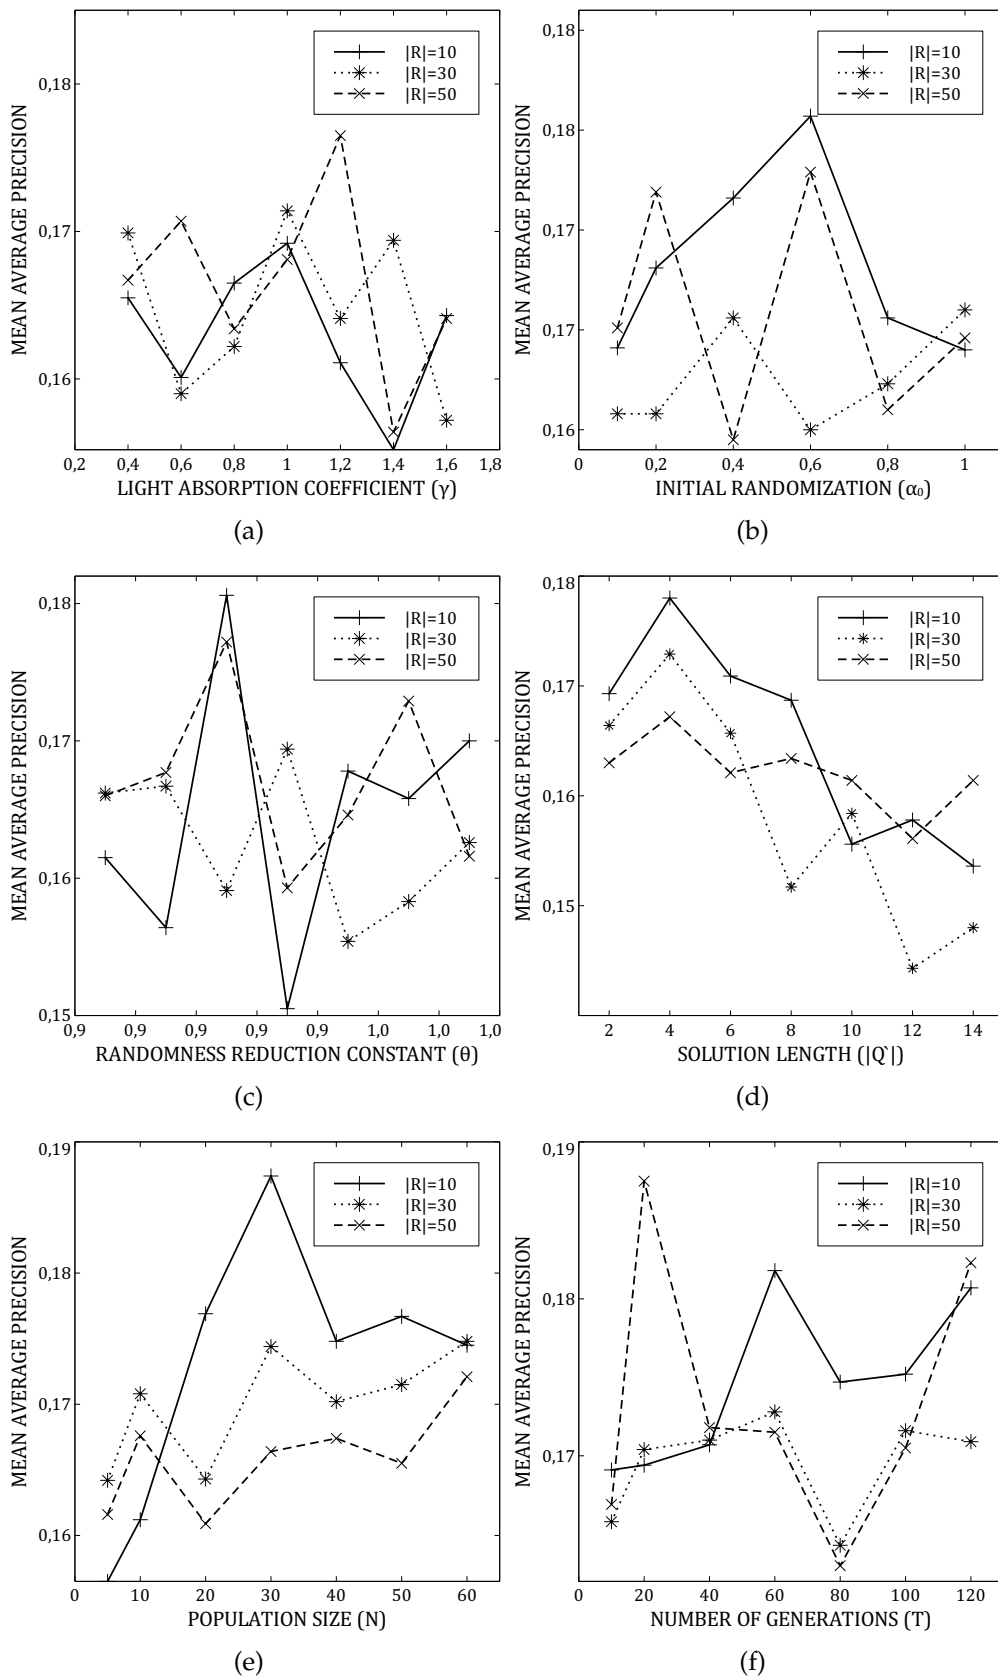 0,18
0,17
0,16
MEAN AVERAGE PRECISION
|R|=10
|R|=30
|R|=50
0,2 0,4 0,6 0,8 1 1,2 1,4 1,6 1,8
LIGHT ABSORPTION COEFFICIENT (γ)
(a)
0,18
0,18
0,17
0,17
0,16
MEAN AVERAGE PRECISION
|R|=10
|R|=30
|R|=50
0 0,2 0,4 0,6 0,8 1
INITIAL RANDOMIZATION (α₀)
(b)
0,18
0,17
0,16
0,15
MEAN AVERAGE PRECISION
|R|=10
|R|=30
|R|=50
0,9 0,9 0,9 0,9 0,9 1,0 1,0 1,0
RANDOMNESS REDUCTION CONSTANT (θ)
(c)
0,18
0,17
0,16
0,15
MEAN AVERAGE PRECISION
|R|=10
|R|=30
|R|=50
2 4 6 8 10 12 14
SOLUTION LENGTH (|Q`|)
(d)
0,19
0,18
0,17
0,16
MEAN AVERAGE PRECISION
|R|=10
|R|=30
|R|=50
0 10 20 30 40 50 60
POPULATION SIZE (N)
(e)
0,19
0,18
0,17
MEAN AVERAGE PRECISION
|R|=10
|R|=30
|R|=50
0 20 40 60 80 100 120
NUMBER OF GENERATIONS (T)
(f)